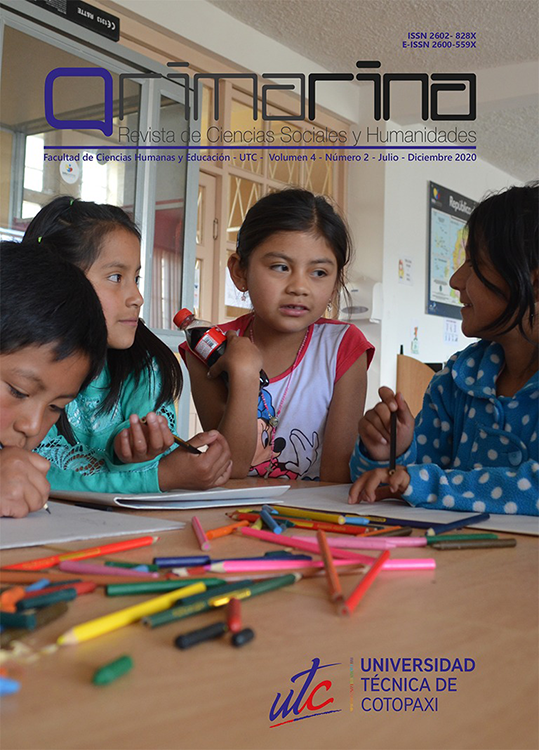 ISSN 2602- 828X
E-ISSN 2600-559X
Qrimarina
Revista de Ciencias Sociales y Humanidades
Facultad de Ciencias Humanas y Educación - UTC - Volumen 4 - Número 2 - Julio - Diciembre 2020
República
utc
UNIVERSIDAD
TÉCNICA DE
COTOPAXI